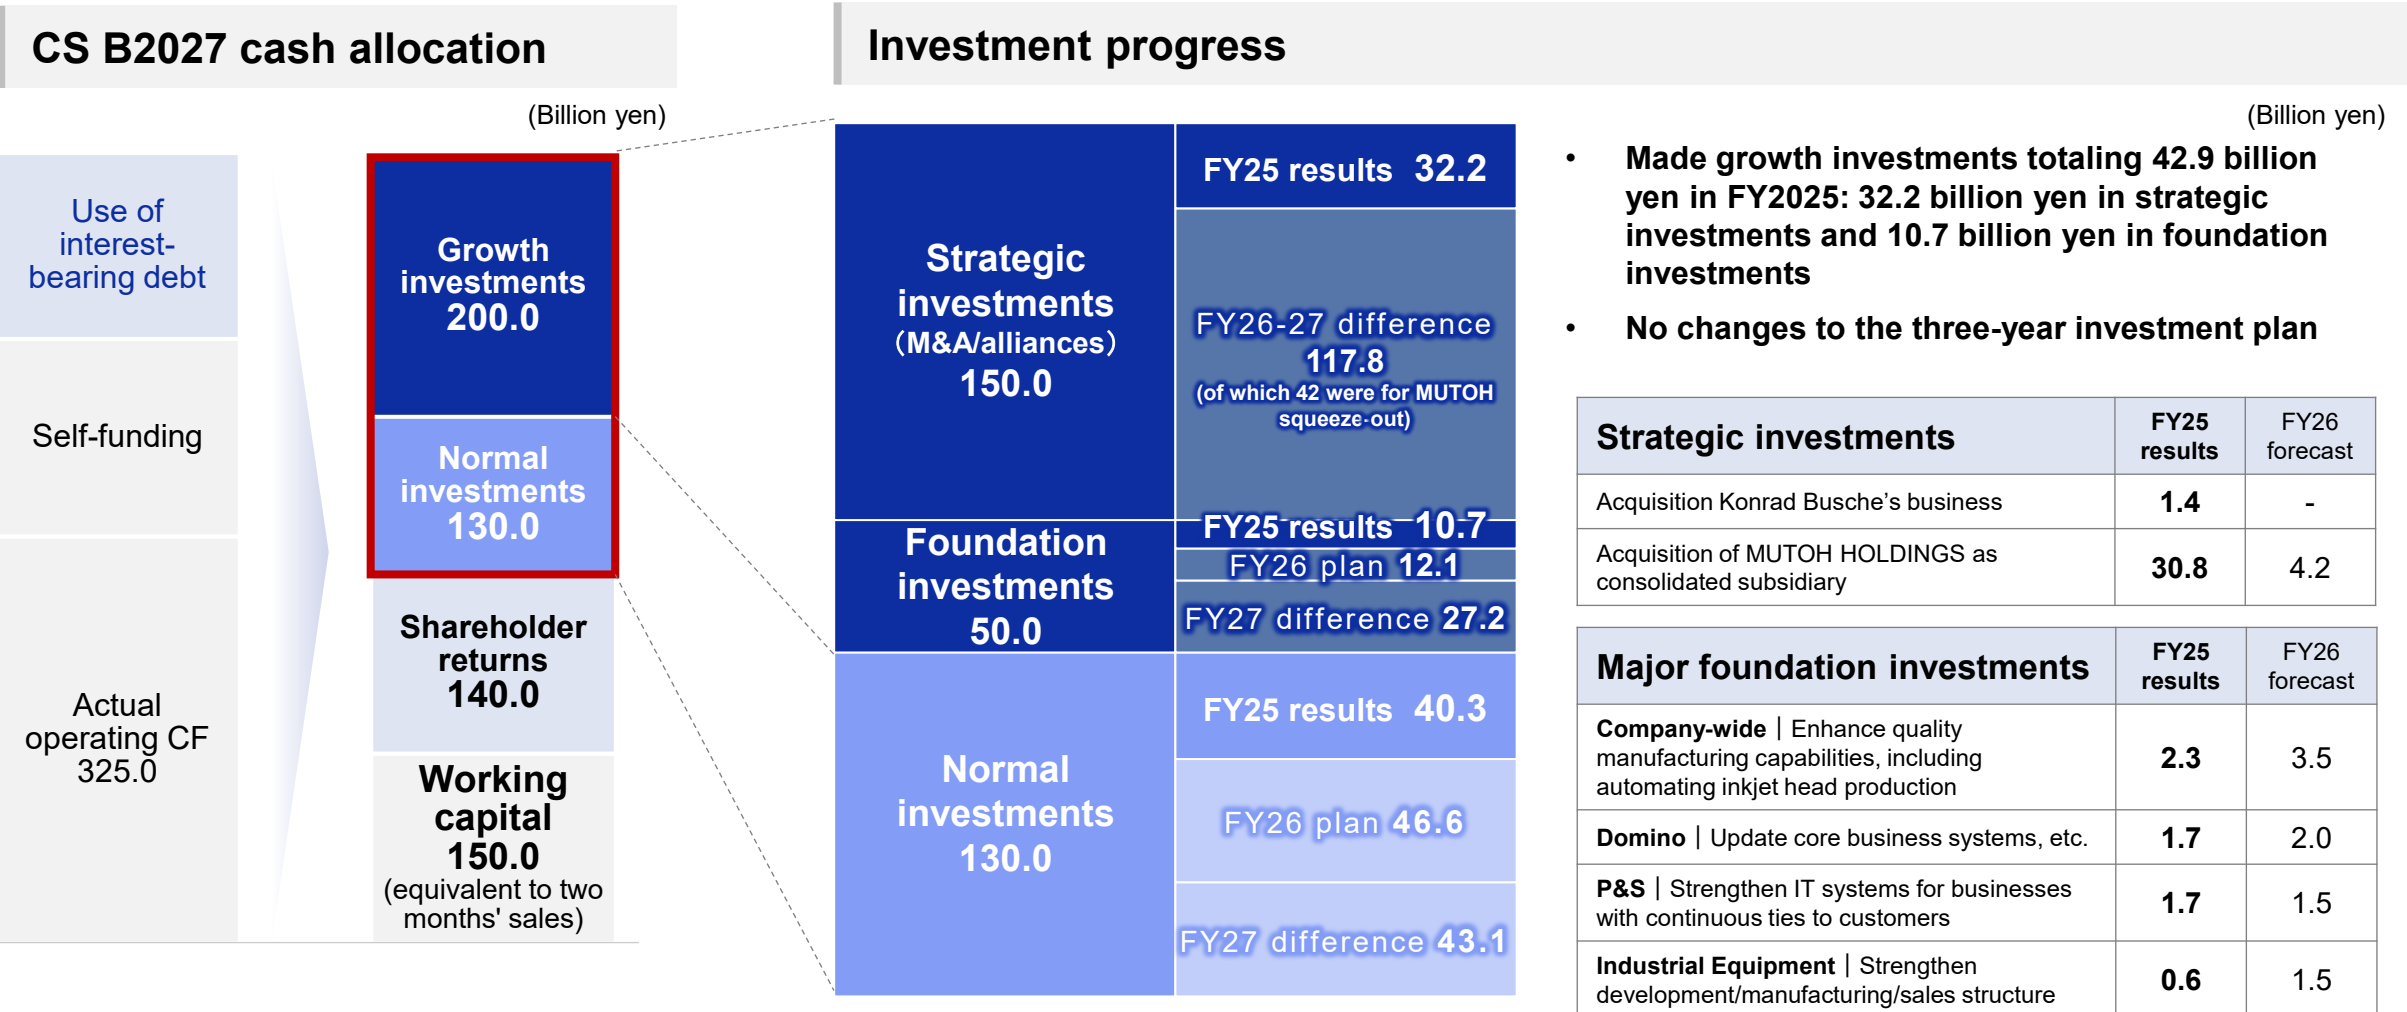 CS B2027 cash allocation
(Billion yen)
Use of
interest-
bearing debt
Self-funding
Actual
operating CF
325.0
Growth
investments
200.0
Normal
investments
130.0
Shareholder
returns
140.0
Working
capital
150.0
(equivalent to two
months' sales)
Investment progress
(Billion yen)
Strategic
investments
（M&A/alliances）
150.0
FY25 results 32.2
FY26-27 difference
117.8
(of which 42 were for MUTOH
squeeze-out)
Foundation
investments
50.0
FY25 results 10.7
FY26 plan 12.1
FY27 difference 27.2
Normal
investments
130.0
FY25 results 40.3
FY26 plan 46.6
FY27 difference 43.1
• Made growth investments totaling 42.9 billion
yen in FY2025: 32.2 billion yen in strategic
investments and 10.7 billion yen in foundation
investments
• No changes to the three-year investment plan
Strategic investments
FY25
results
FY26
forecast
Acquisition Konrad Busche's business
1.4
-
Acquisition of MUTOH HOLDINGS as
consolidated subsidiary
30.8
4.2
Major foundation investments
FY25
results
FY26
forecast
Company-wide｜Enhance quality
manufacturing capabilities, including
automating inkjet head production
2.3
3.5
Domino｜Update core business systems, etc.
1.7
2.0
P&S｜Strengthen IT systems for businesses
with continuous ties to customers
1.7
1.5
Industrial Equipment｜Strengthen
development/manufacturing/sales structure
0.6
1.5